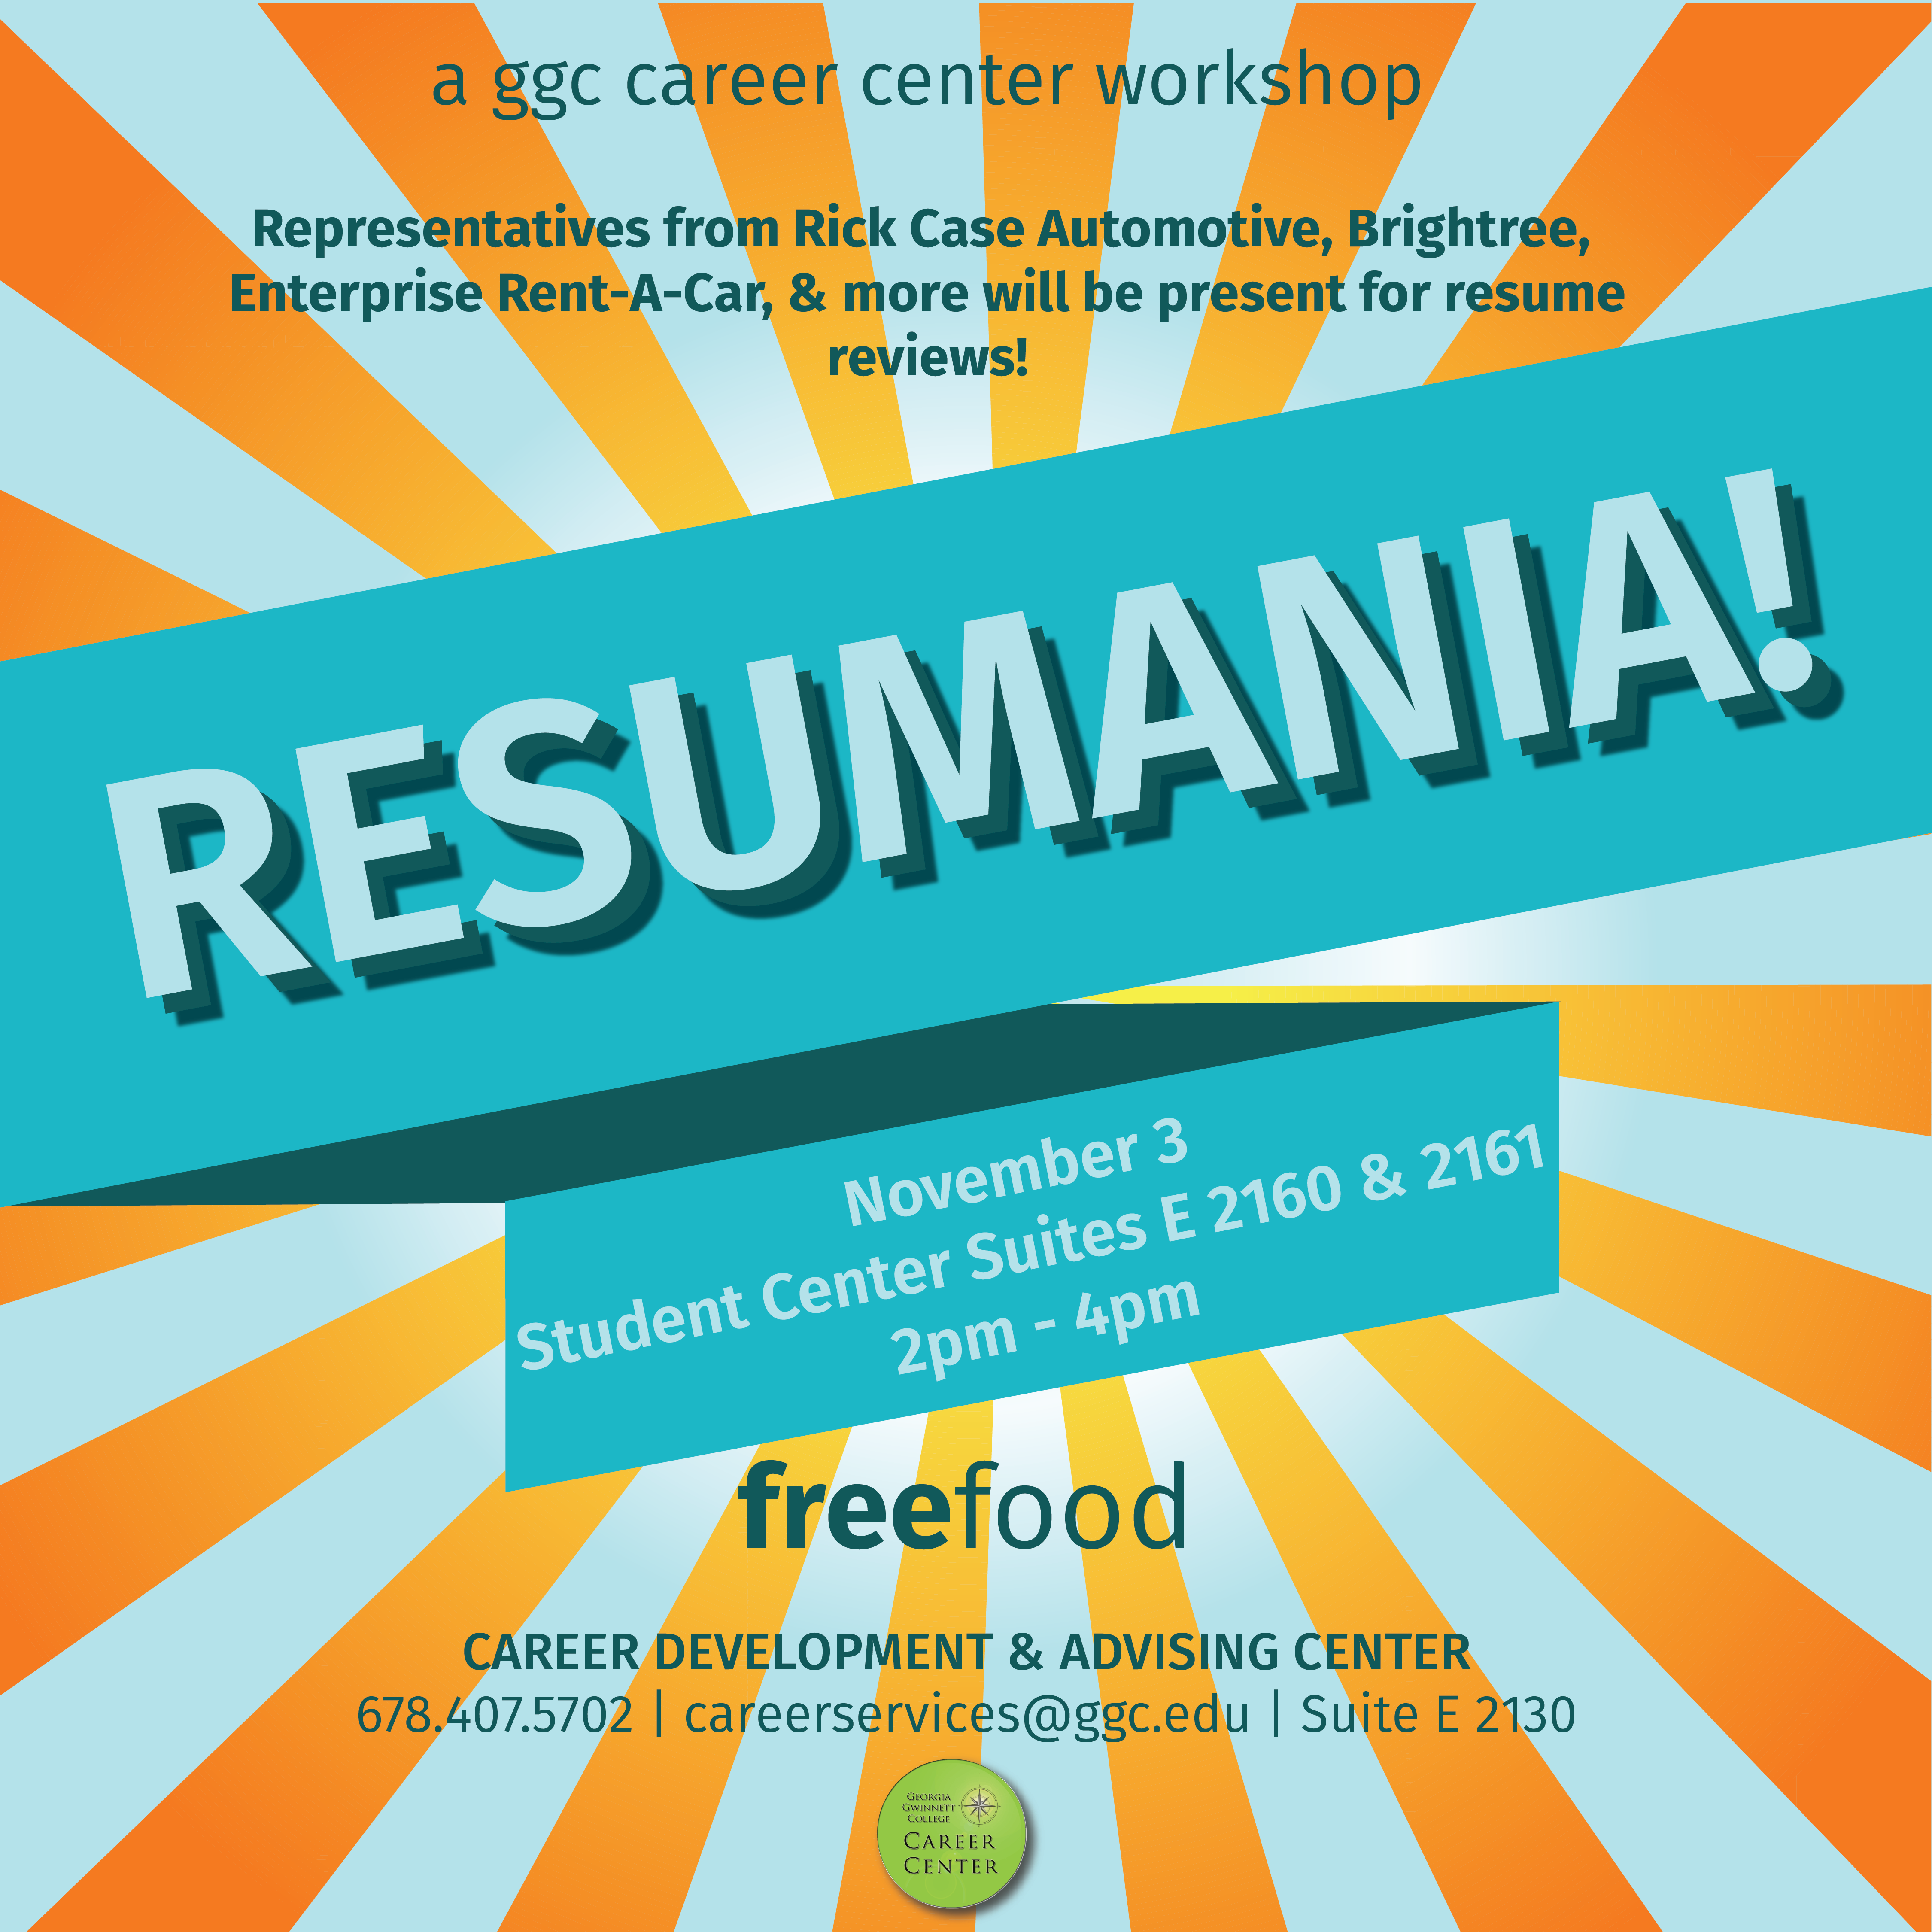 a ggc career center workshop
Representatives from Rick Case Automotive, Brightree,
Enterprise Rent-A-Car, & more will be present for resume
reviews!
RESUMANIA!
November 3
Student Center Suites E 2160 & 2161
2pm - 4pm
freefood
CAREER DEVELOPMENT & ADVISING CENTER
678.407.5702 | careerservices@ggc.edu | Suite E 2130
GEORGIA
GWINNETT
COLLEGE
CAREER
CENTER